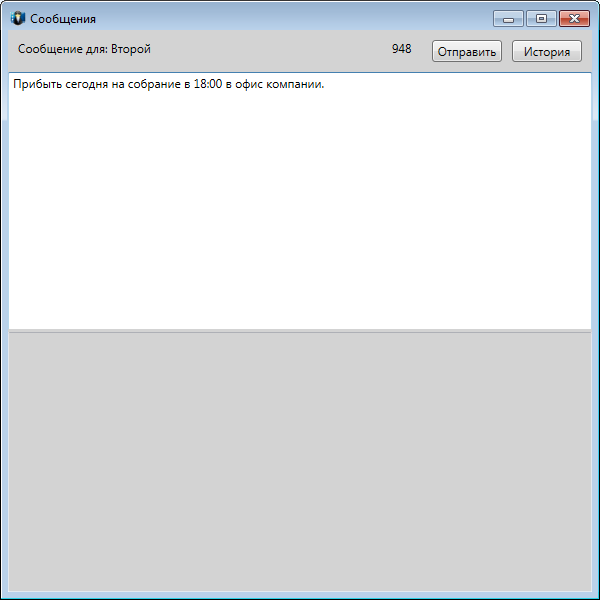 Сообщения
Сообщение для: Второй 948 Отправить История
Прибыть сегодня на собрание в 18:00 в офис компании.